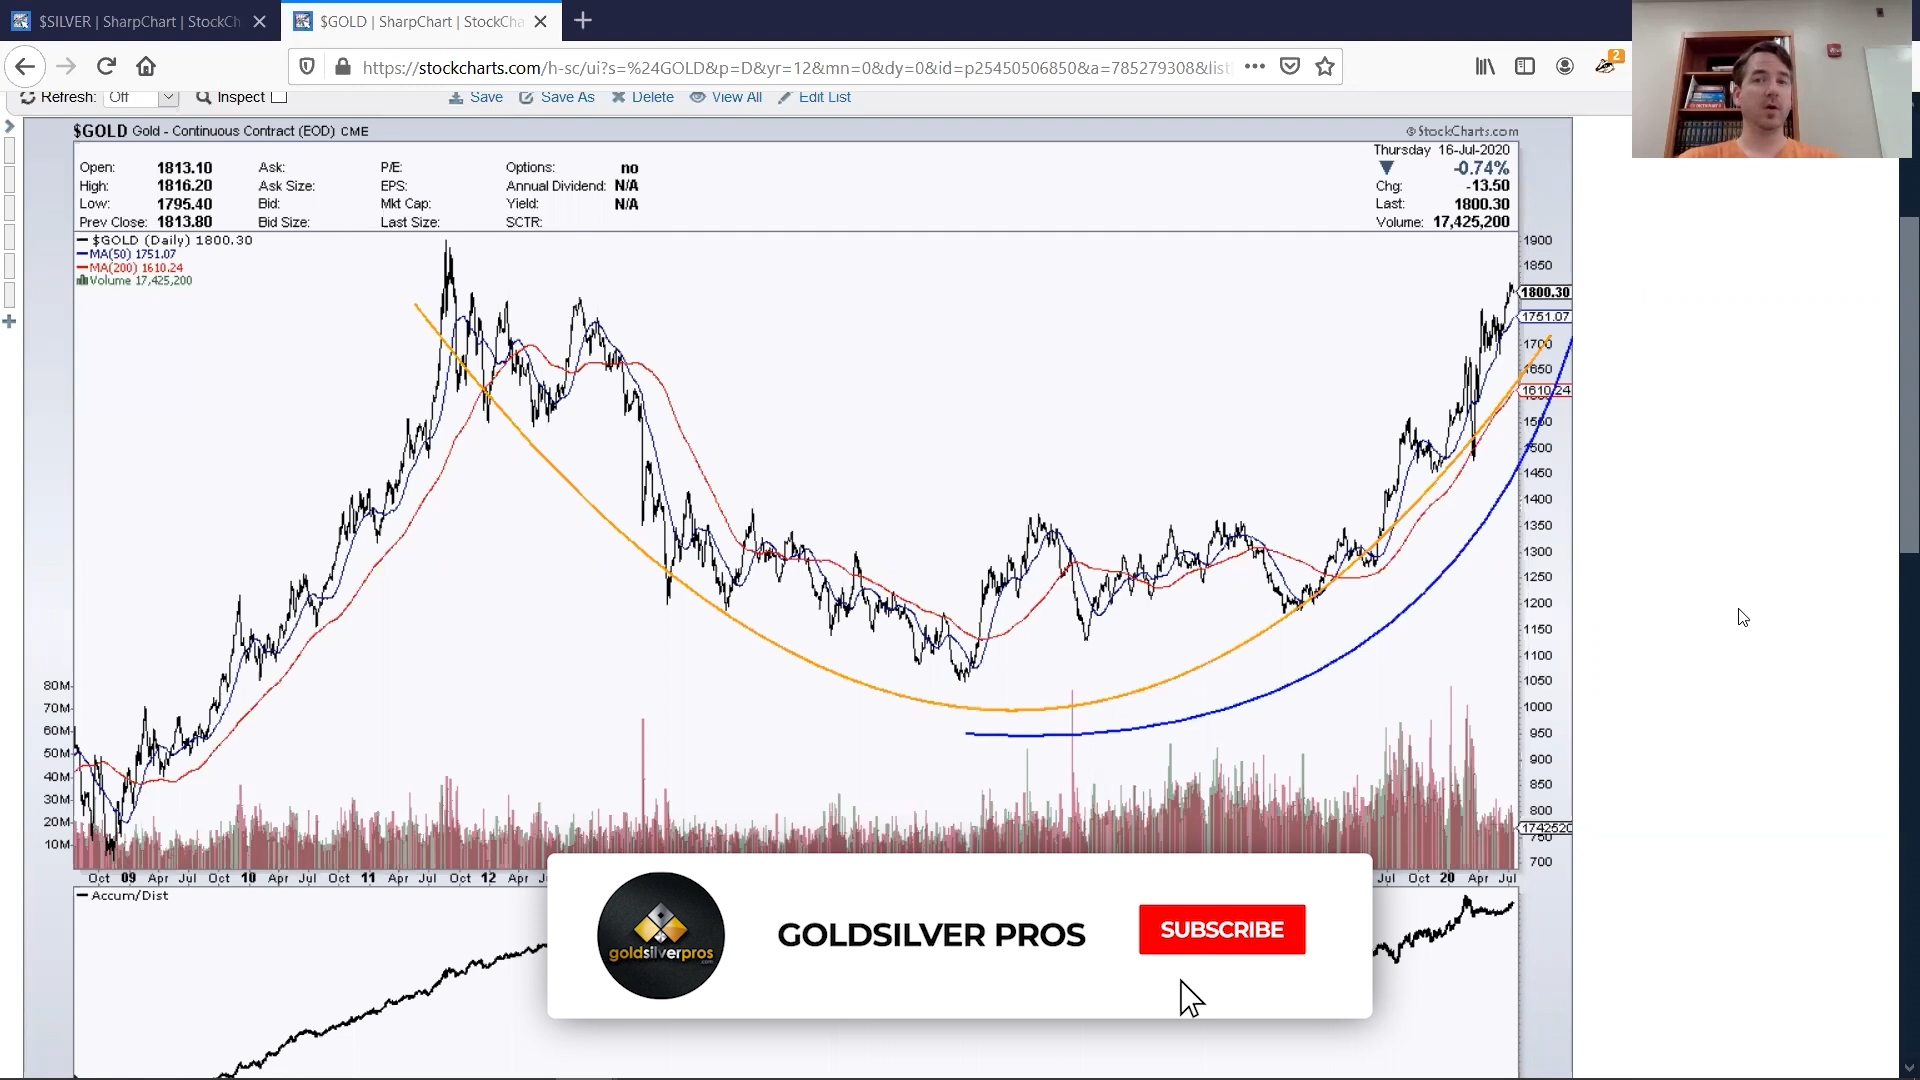 $SILVER | SharpChart | StockCh
$GOLD | SharpChart | StockCha
https://stockcharts.com/h-sc/ui?s=%24GOLD&p=D&yr=12&mn=0&dy=0&id=p25450506850&a=785279308&list
2
Refresh: Off Inspect Save Save As Delete View All Edit List
$GOLD Gold - Continuous Contract (EOD) CME
© StockCharts.com
Thursday 16-Jul-2020
Open: 1813.10 Ask: P/E: Options: no -0.74%
High: 1816.20 Ask Size: EPS: Annual Dividend: N/A Chg: -13.50
Low: 1795.40 Bid: Mkt Cap: Yield: N/A Last: 1800.30
Prev Close: 1813.80 Bid Size: Last Size: SCTR: Volume: 17,425,200
$GOLD (Daily) 1800.30
MA(50) 1751.07
MA(200) 1610.24
Volume 17,425,200
1900
1850
1800.30
1751.07
1700
1650
1610.24
1550
1500
1450
1400
1350
1300
1250
1200
1150
1100
1050
1000
950
900
850
800
1742520
750
700
80M
70M
60M
50M
40M
30M
20M
10M
Oct 09 Apr Jul Oct 10 Apr Jul Oct 11 Apr Jul Oct 12 Apr Jul Oct 20 Apr Jul
Accum/Dist
goldsilverpros
.com
GOLDSILVER PROS
SUBSCRIBE